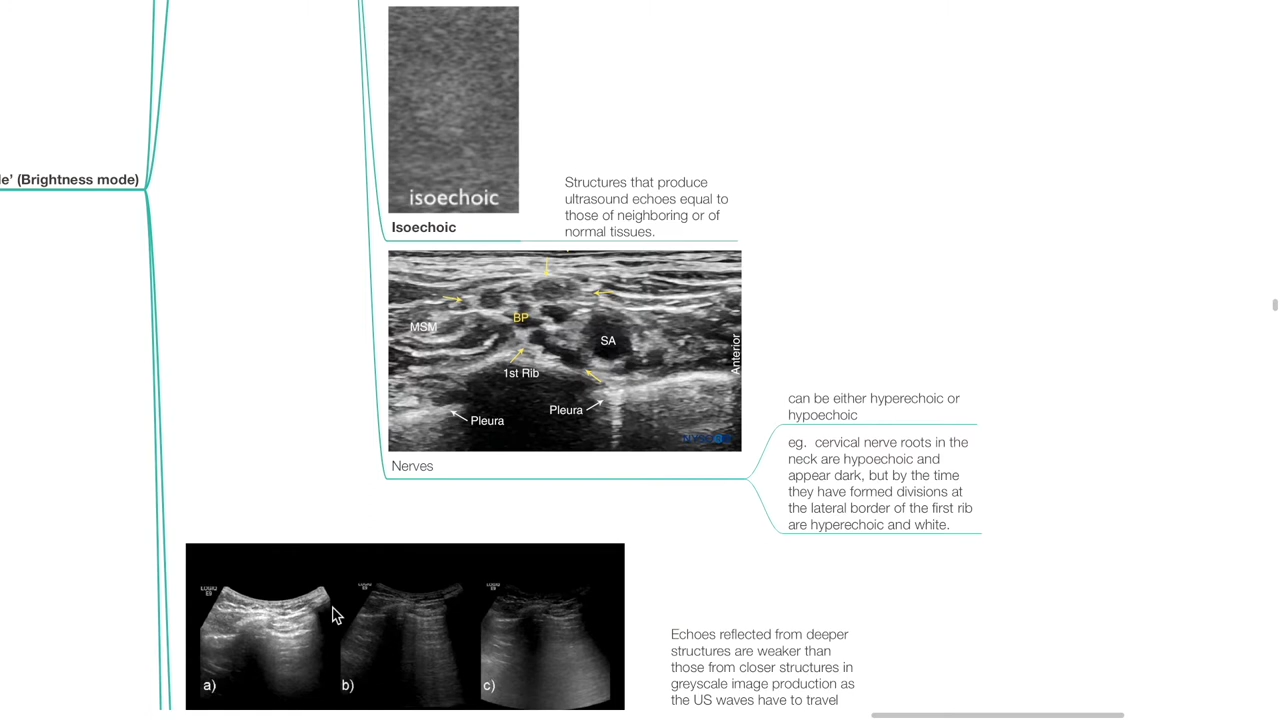 le' (Brightness mode)
isoechoic
Isoechoic
Structures that produce
ultrasound echoes equal to
those of neighboring or of
normal tissues.
BP
MSM
SA
Anterior
1st Rib
Pleura
Pleura
Nerves
can be either hyperechoic or
hypoechoic
eg. cervical nerve roots in the
neck are hypoechoic and
appear dark, but by the time
they have formed divisions at
the lateral border of the first rib
are hyperechoic and white.
a)
b)
c)
Echoes reflected from deeper
structures are weaker than
those from closer structures in
greyscale image production as
the US waves have to travel